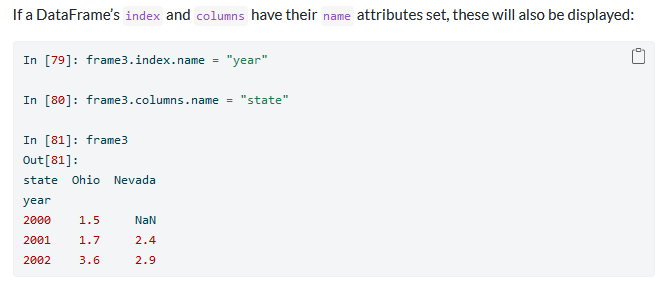 If a DataFrame's index and columns have their name attributes set, these will also be displayed:
In [79]: frame3.index.name = "year"
In [80]: frame3.columns.name = "state"
In [81]: frame3
Out[81]:
state  Ohio  Nevada
year
2000    1.5     NaN
2001    1.7     2.4
2002    3.6     2.9